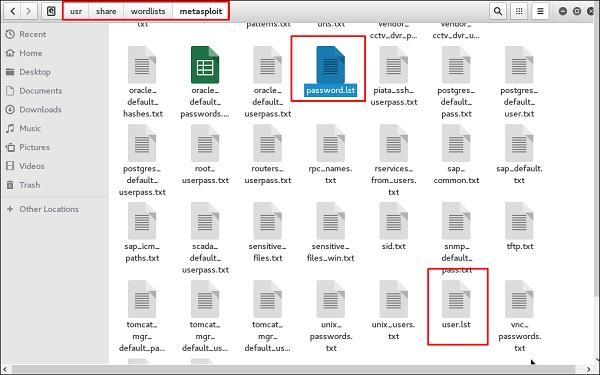 usr share wordlists metasploit
Recent
Home
Desktop
Documents
Downloads
Music
Pictures
Videos
Trash
+ Other Locations
txt
patterns.txt
uris.txt
vendor_
cctv_dvr_p...
vendor_
cctv_dvr_u...
oracle_
default_
hashes.txt
oracle_
default_
passwords....
oracle_
default_
userpass.txt
password.lst
piata_ssh_
userpass.txt
postgres_
default_
pass.txt
postgres_
default_
user.txt
postgres_
default_
userpass.txt
root_
userpass.txt
routers_
userpass.txt
rpc_names.
txt
rservices_
from_users.
txt
sap_
common.txt
sap_default.
txt
sap_icm_
paths.txt
scada_
default_
userpass.txt
sensitive_
files.txt
sensitive_
files_win.txt
sid.txt
snmp_
default_
pass.txt
tftp.txt
tomcat_
mgr_
default_pa...
tomcat_
mgr_
default_us...
tomcat_
mgr_
default_us...
unix_
passwords.
txt
unix_users.
txt
user.lst
vnc_
passwords.
txt